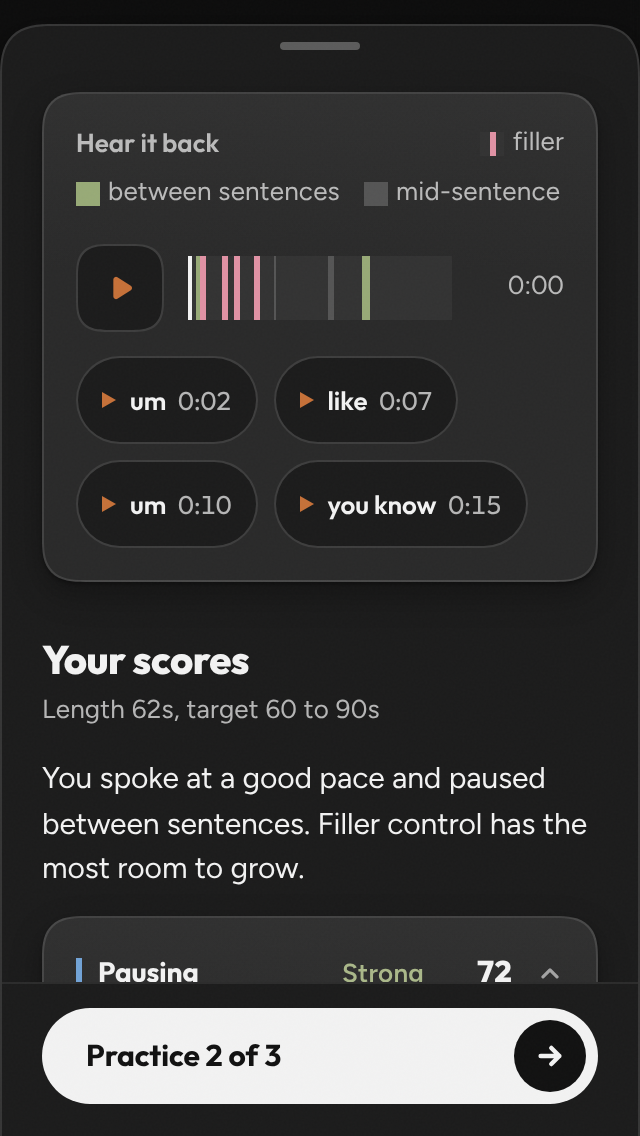 Hear it back
filler
between sentences mid-sentence
0:00
um 0:02 like 0:07
um 0:10 you know 0:15
Your scores
Length 62s, target 60 to 90s
You spoke at a good pace and paused
between sentences. Filler control has the
most room to grow.
Pausing Strong 72
Practice 2 of 3